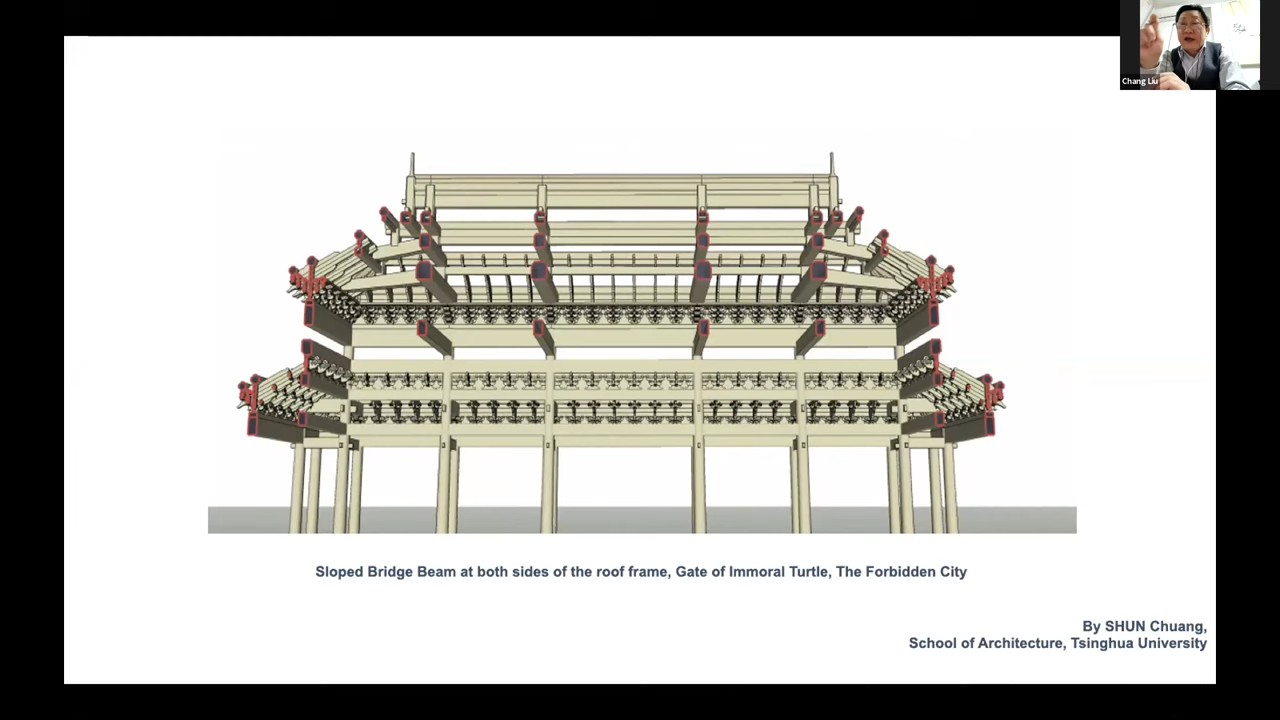 Chang Liu
Sloped Bridge Beam at both sides of the roof frame, Gate of Immoral Turtle, The Forbidden City
By SHUN Chuang,
School of Architecture, Tsinghua University